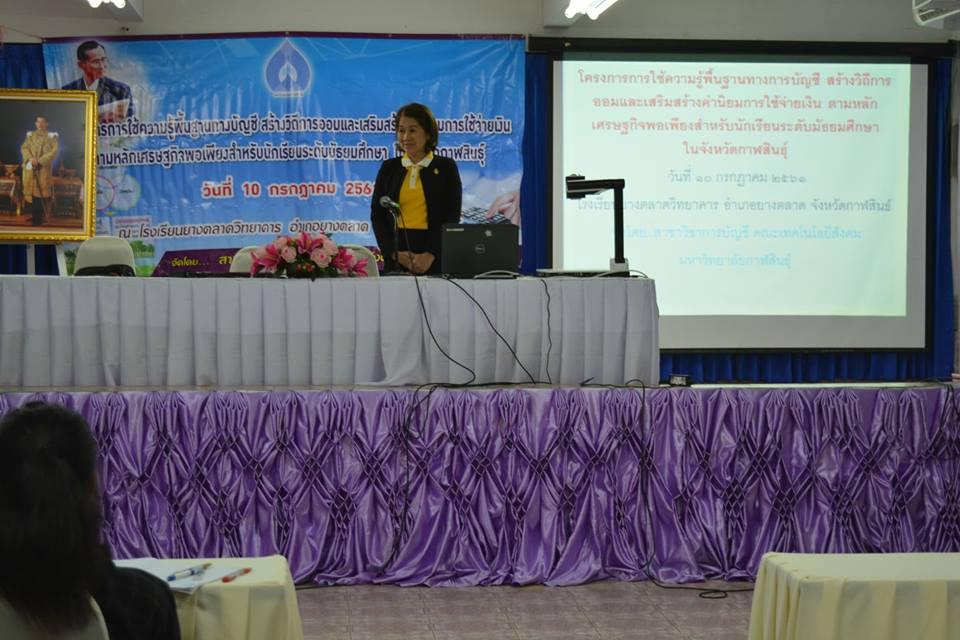 การใช้ความรู้พื้นฐานทางบัญชี สร้างวิถีการออมและเสริมสร้ การใช้จ่ายเงิน
ามหลักเศรษฐกิจพอเพียงสำหรับนักเรียนระดับมัธยมศึกษา กาฬสินธุ์
วันที่ 10 กรกฎาคม 256
ณ โรงเรียนยางตลาดวิทยาคาร อำเภอยางตลาด
จัดโดย...
โครงการการใช้ความรู้พื้นฐานทางการบัญชี สร้างวิถีการ
ออมและเสริมสร้างค่านิยมการใช้จ่ายเงิน ตามหลัก
เศรษฐกิจพอเพียงสำหรับนักเรียนระดับมัธยมศึกษา
ในจังหวัดกาฬสินธุ์
วันที่ ๑๐ กรกฎาคม ๒๕๖๑
โรงเรียนยางตลาดวิทยาคาร อำเภอยางตลาด จังหวัดกาฬสินธุ์
โดย..สาขาวิชาการบัญชี คณะเทคโนโลยีสังคม
มหาวิทยาลัยกาฬสินธุ์
DELL